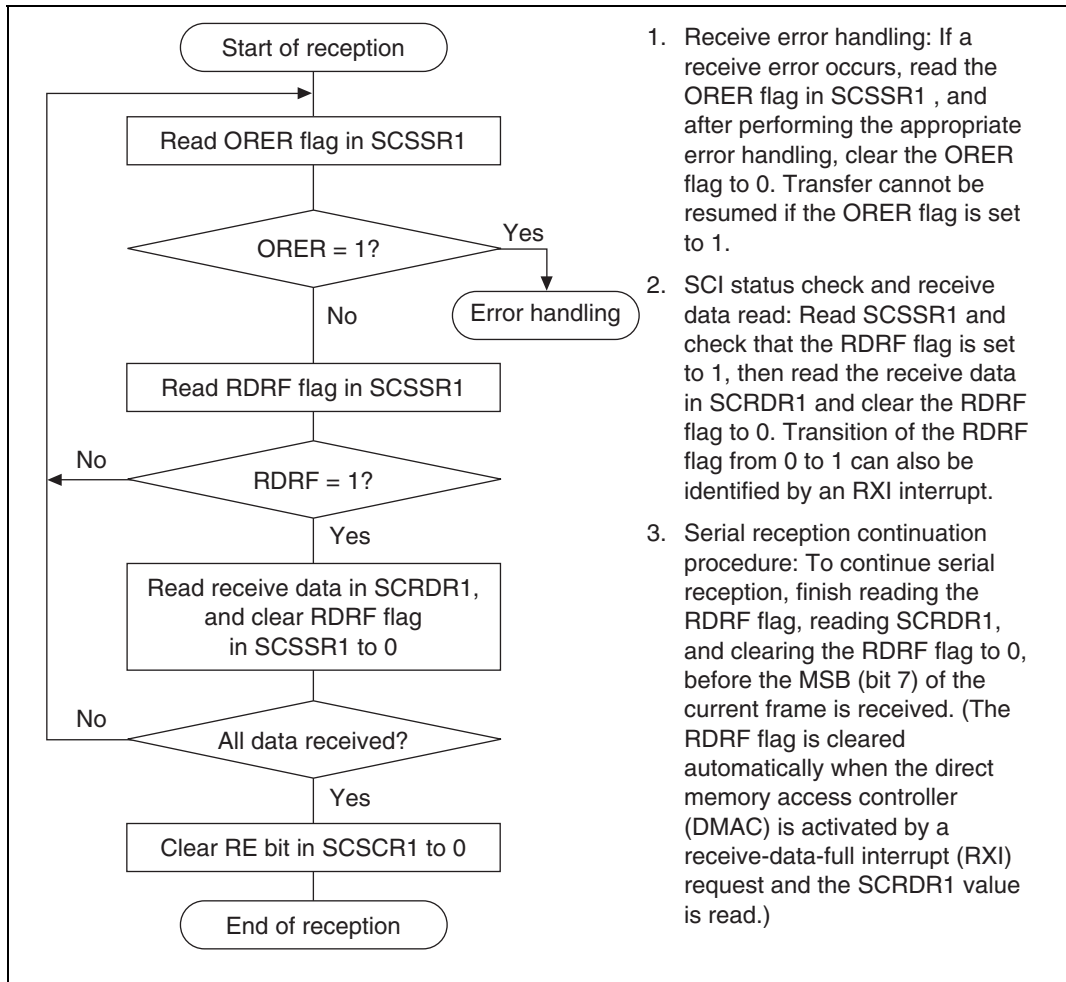 Start of reception
Read ORER flag in SCSSR1
ORER = 1?
Yes
Error handling
No
Read RDRF flag in SCSSR1
No
RDRF = 1?
Yes
Read receive data in SCRDR1,
and clear RDRF flag
in SCSSR1 to 0
No
All data received?
Yes
Clear RE bit in SCSCR1 to 0
End of reception
1. Receive error handling: If a
receive error occurs, read the
ORER flag in SCSSR1 , and
after performing the appropriate
error handling, clear the ORER
flag to 0. Transfer cannot be
resumed if the ORER flag is set
to 1.
2. SCI status check and receive
data read: Read SCSSR1 and
check that the RDRF flag is set
to 1, then read the receive data
in SCRDR1 and clear the RDRF
flag to 0. Transition of the RDRF
flag from 0 to 1 can also be
identified by an RXI interrupt.
3. Serial reception continuation
procedure: To continue serial
reception, finish reading the
RDRF flag, reading SCRDR1,
and clearing the RDRF flag to 0,
before the MSB (bit 7) of the
current frame is received. (The
RDRF flag is cleared
automatically when the direct
memory access controller
(DMAC) is activated by a
receive-data-full interrupt (RXI)
request and the SCRDR1 value
is read.)